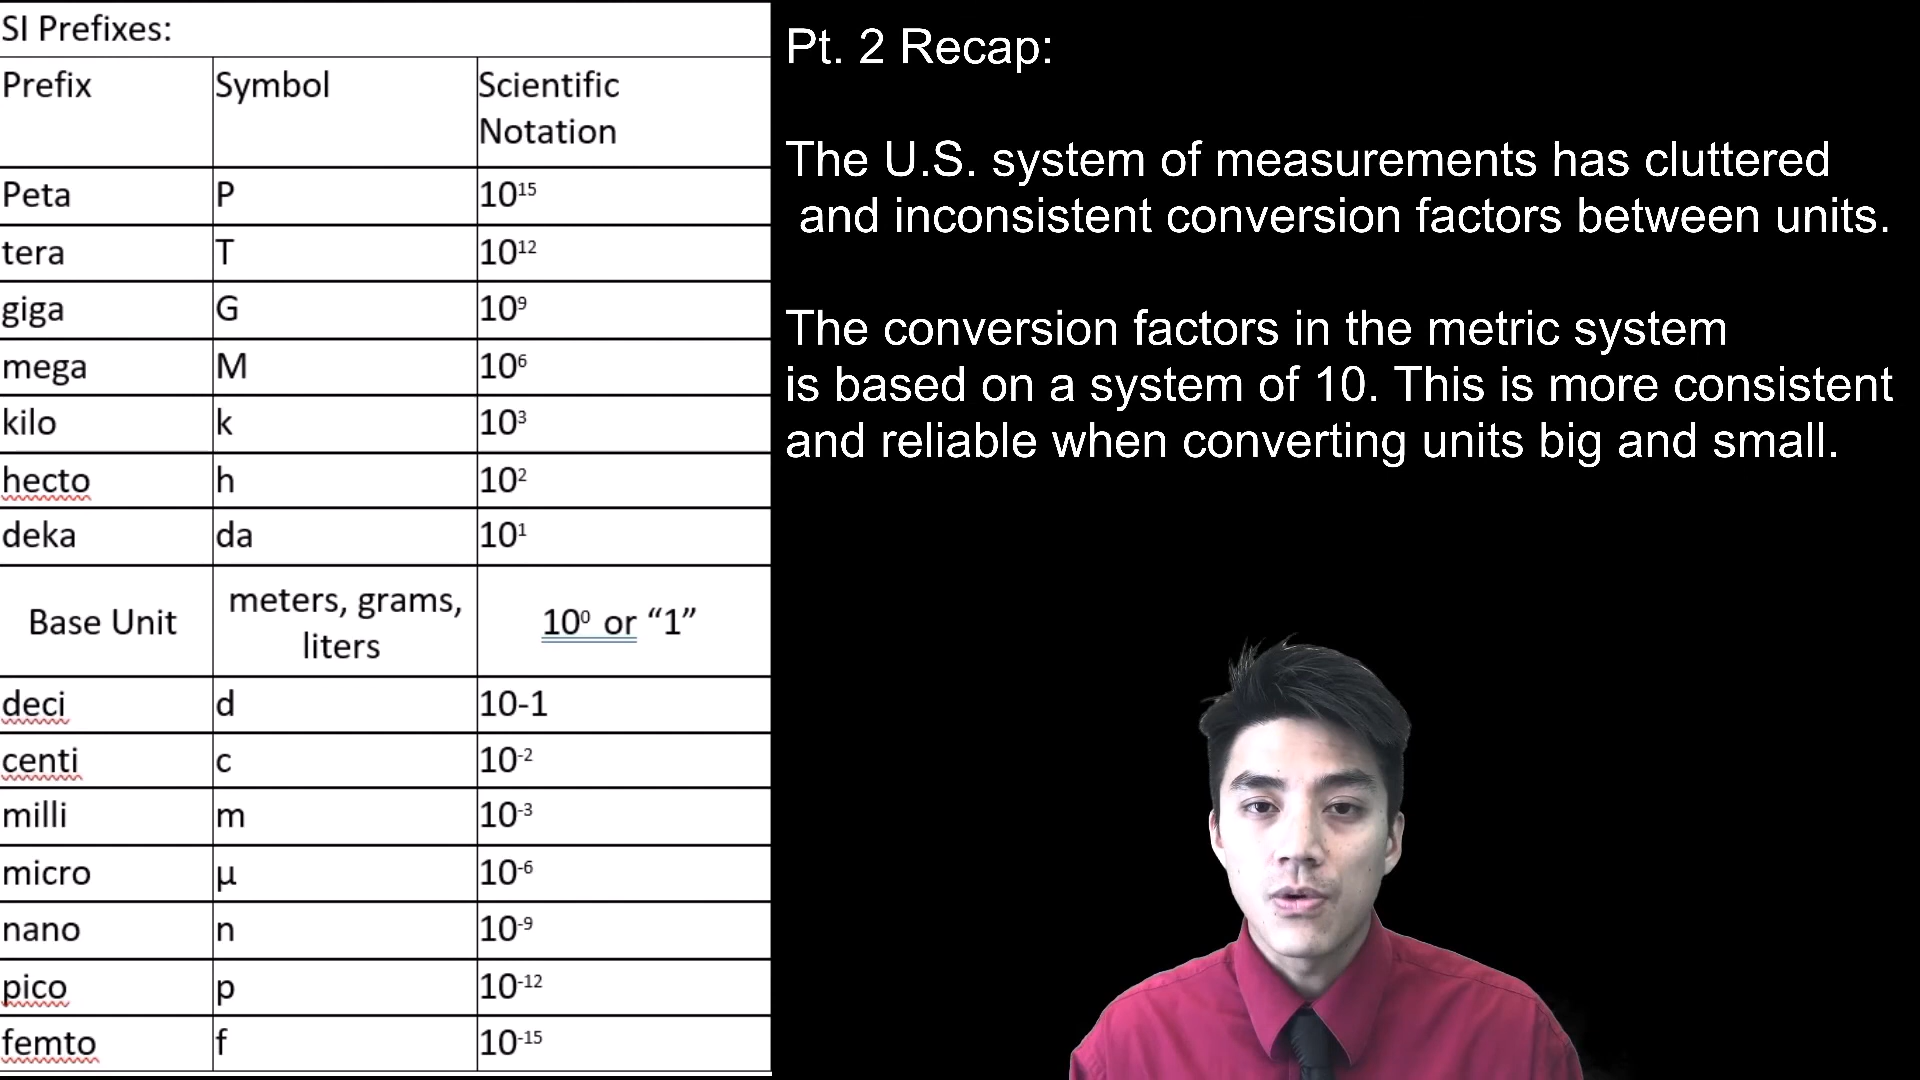 SI Prefixes:
Prefix Symbol Scientific
Notation
Peta P 10¹⁵
tera T 10¹²
giga G 10⁹
mega M 10⁶
kilo k 10³
hecto h 10²
deka da 10¹
Base Unit meters, grams,
liters 10⁰ or “1”
deci d 10-1
centi c 10⁻²
milli m 10⁻³
micro µ 10⁻⁶
nano n 10⁻⁹
pico p 10⁻¹²
femto f 10⁻¹⁵
Pt. 2 Recap:
The U.S. system of measurements has cluttered
and inconsistent conversion factors between units.
The conversion factors in the metric system
is based on a system of 10. This is more consistent
and reliable when converting units big and small.